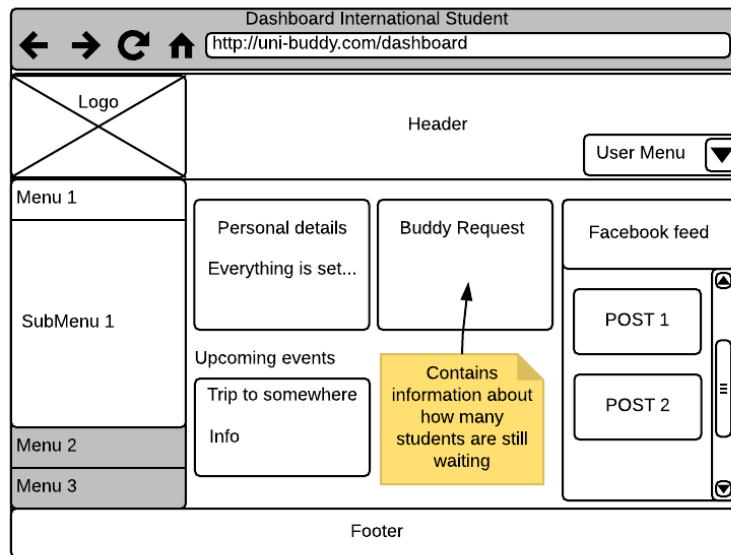 Dashboard International Student
http://uni-buddy.com/dashboard
Logo
Header
User Menu
Menu 1
SubMenu 1
Menu 2
Menu 3
Personal details
Everything is set...
Buddy Request
Facebook feed
POST 1
POST 2
Upcoming events
Trip to somewhere
Info
Contains
information about
how many
students are still
waiting
Footer